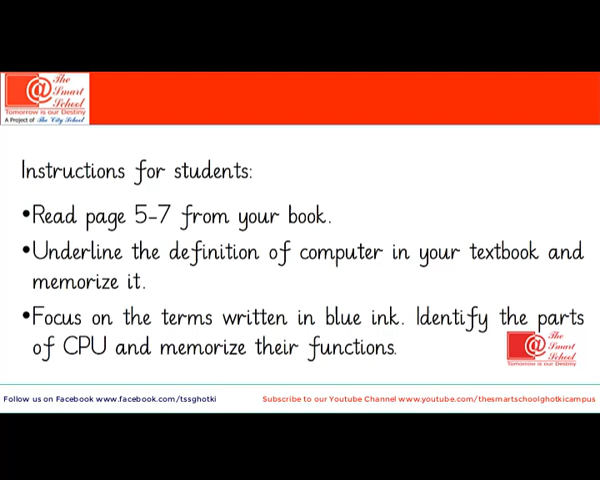 The
Smart
School
Tomorrow is our Destiny
A Project of The City School
Instructions for students:
•Read page 5-7 from your book.
•Underline the definition of computer in your textbook and
memorize it.
•Focus on the terms written in blue ink. Identify the parts
of CPU and memorize their functions.
The
Smart
School
Tomorrow is our Destiny
Follow us on Facebook www.facebook.com/tssghotki
Subscribe to our Youtube Channel www.youtube.com/thesmartschoolghotkicampus